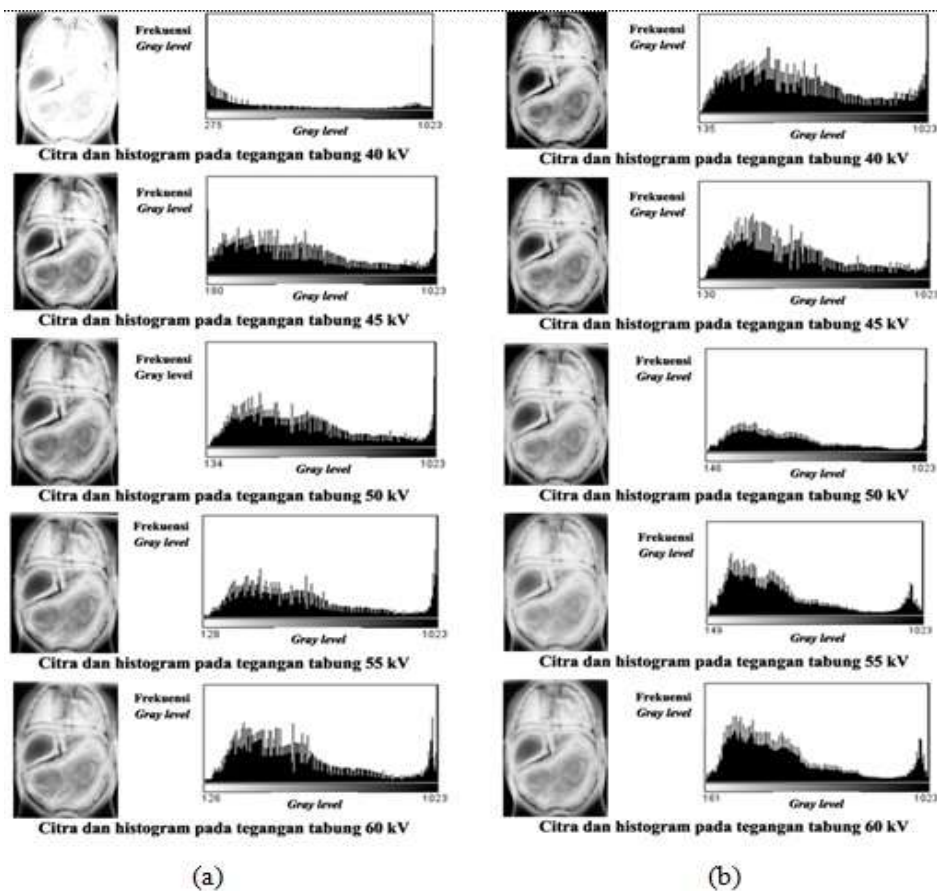 Frekuensi
Gray level
275
1023
Gray level
Citra dan histogram pada tegangan tabung 40 kV
Frekuensi
Gray level
180
1023
Gray level
Citra dan histogram pada tegangan tabung 45 kV
Frekuensi
Gray level
134
1023
Gray level
Citra dan histogram pada tegangan tabung 50 kV
Frekuensi
Gray level
128
1023
Gray level
Citra dan histogram pada tegangan tabung 55 kV
Frekuensi
Gray level
126
1023
Gray level
Citra dan histogram pada tegangan tabung 60 kV
(a)
Frekuensi
Gray level
135
1023
Gray level
Citra dan histogram pada tegangan tabung 40 kV
Frekuensi
Gray level
130
Gray level
Citra dan histogram pada tegangan tabung 45 kV
Frekuensi
Gray level
1023
Gray level
Citra dan histogram pada tegangan tabung 50 kV
Frekuensi
Gray level
149
1023
Gray level
Citra dan histogram pada tegangan tabung 55 kV
Frekuensi
Gray level
161
1023
Gray level
Citra dan histogram pada tegangan tabung 60 kV
(b)